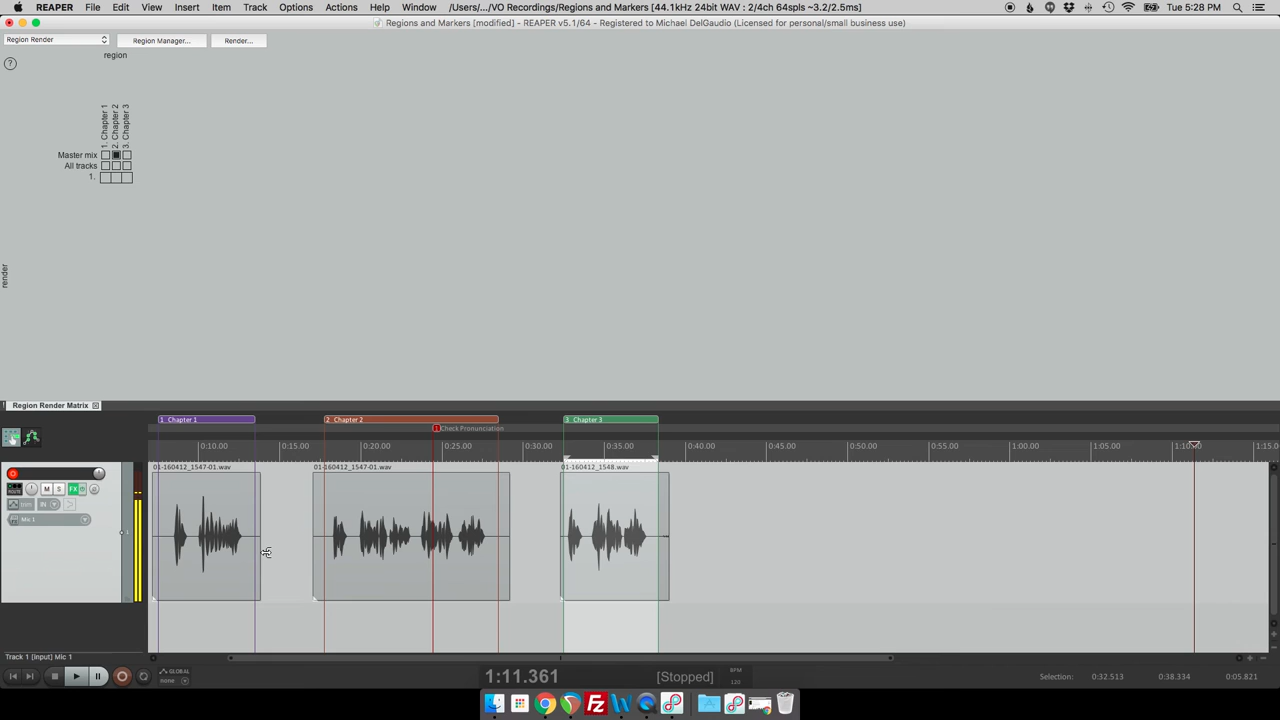 REAPER File Edit View Insert Item Track Options Actions Help Window /Users/.../VO Recordings/Regions and Markers [44.1kHz 24bit WAV : 2/4ch 64spls ~3.2/2.5ms] Tue 5:28 PM
Regions and Markers [modified] - REAPER v5.1/64 - Registered to Michael DelGaudio (Licensed for personal/small business use)
Region Render Region Manager... Render...
region
?
1. Chapter 1
2. Chapter 2
3. Chapter 3
Master mix
All tracks
1.
render
Region Render Matrix
1 Chapter 1 2 Chapter 2 3 Chapter 3
1 Check Pronunciation
0:10.00 0:15.00 0:20.00 0:25.00 0:30.00 0:35.00 0:40.00 0:45.00 0:50.00 0:55.00 1:00.00 1:05.00 1:10.00 1:15.0
01-160412_1547-01.wav 01-160412_1547-01.wav 01-160412_1548.wav
M S FX
IN
Mic 1
1
Track 1 [Input] Mic 1
GLOBAL
none
1:11.361 [Stopped]
BPM
120
Selection: 0:32.513 0:38.334 0:05.821
Fz